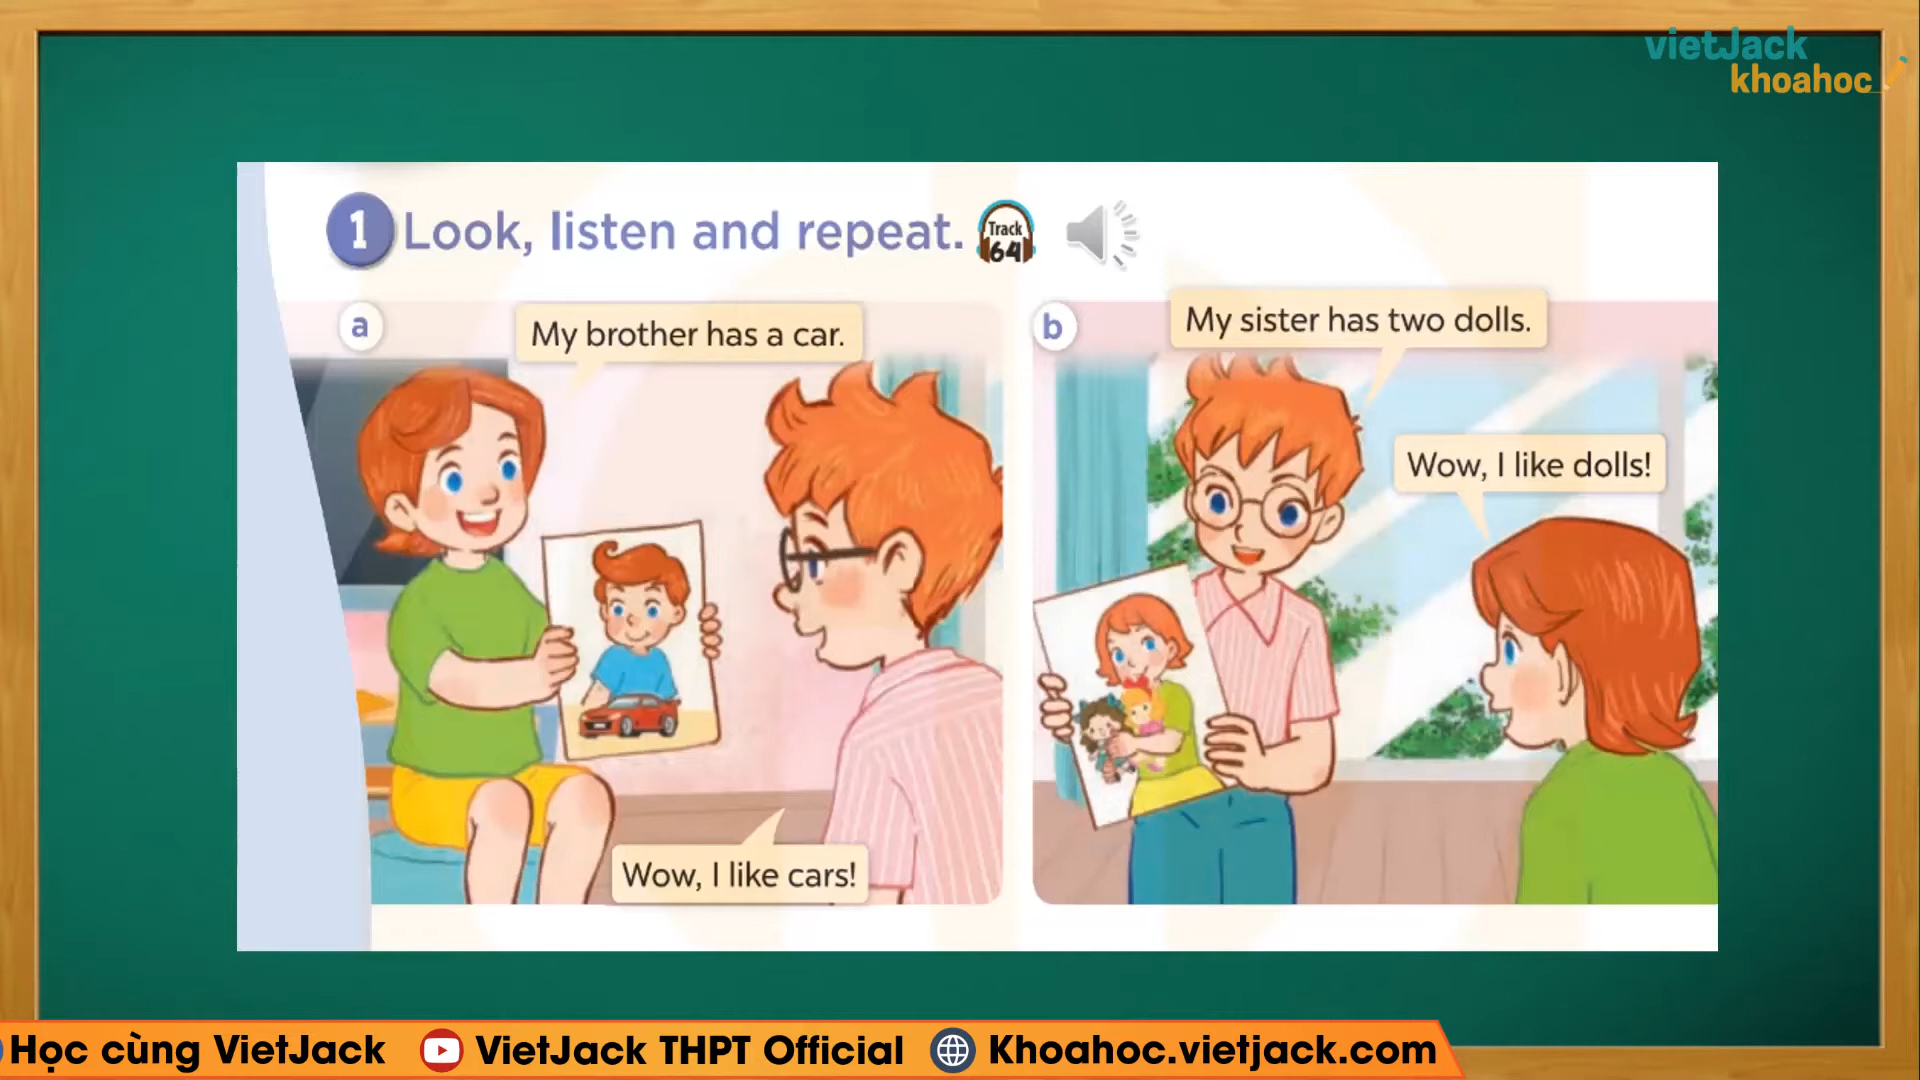 vietJack
khoahoc
1 Look, listen and repeat. Track 64
a
My brother has a car.
Wow, I like cars!
b
My sister has two dolls.
Wow, I like dolls!
Học cùng VietJack VietJack THPT Official Khoahoc.vietjack.com